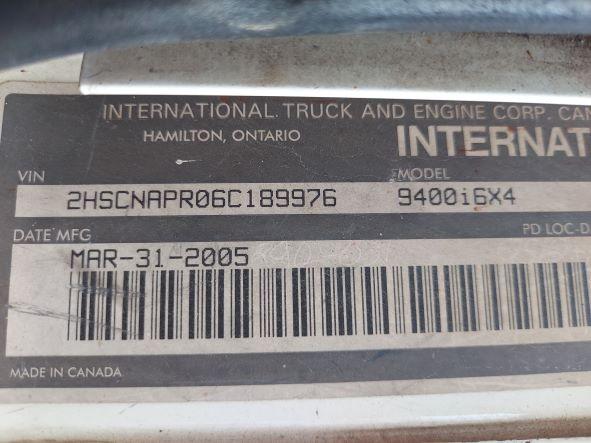 INTERNATIONAL TRUCK AND ENGINE CORP. CAN
HAMILTON, ONTARIO
INTERNAT
VIN
MODEL
2HSCNAPR06C189976
9400i6X4
DATE MFG
PD LOC-D
MAR-31-2005
MADE IN CANADA